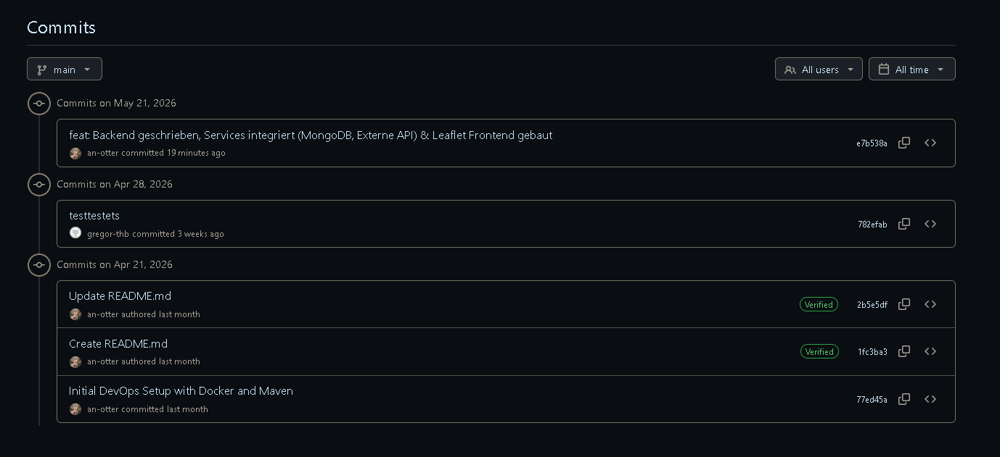 Commits
main
All users
All time
Commits on May 21, 2026
feat: Backend geschrieben, Services integriert (MongoDB, Externe API) & Leaflet Frontend gebaut
an-otter committed 19 minutes ago
e7b538a
Commits on Apr 28, 2026
testtestets
gregor-thb committed 3 weeks ago
782efab
Commits on Apr 21, 2026
Update README.md
an-otter authored last month
Verified
2b5e5df
Create README.md
an-otter authored last month
Verified
1fc3ba3
Initial DevOps Setup with Docker and Maven
an-otter committed last month
77ed45a